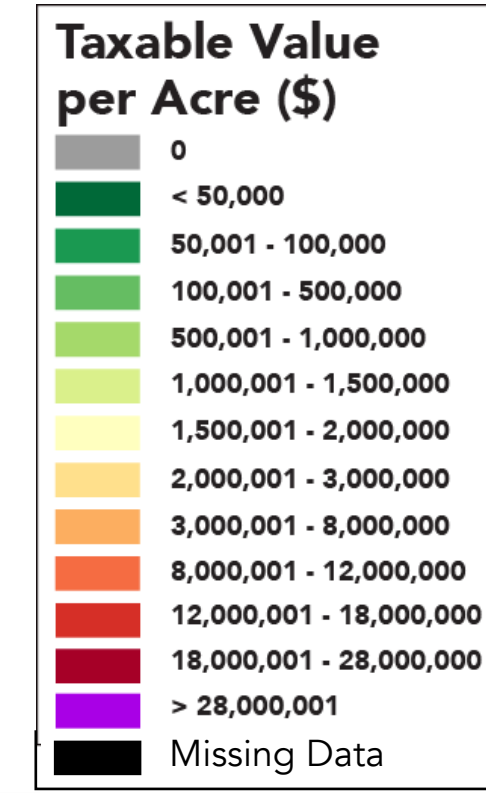 Taxable Value
per Acre ($)
0
< 50,000
50,001 - 100,000
100,001 - 500,000
500,001 - 1,000,000
1,000,001 - 1,500,000
1,500,001 - 2,000,000
2,000,001 - 3,000,000
3,000,001 - 8,000,000
8,000,001 - 12,000,000
12,000,001 - 18,000,000
18,000,001 - 28,000,000
> 28,000,001
Missing Data